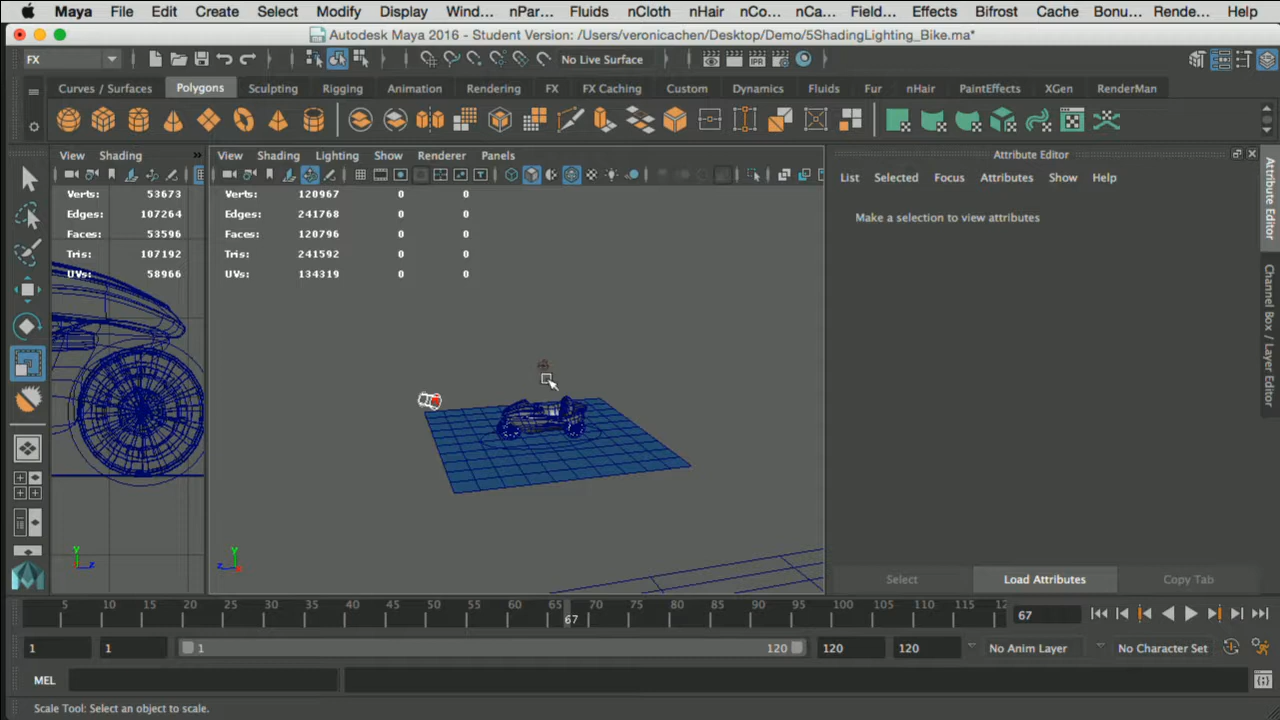 Maya File Edit Create Select Modify Display Wind... nPar... Fluids nCloth nHair nCo... nCa... Field... Effects Bifrost Cache Bonu... Rende... Help
Autodesk Maya 2016 - Student Version: /Users/veronicachen/Desktop/Demo/5ShadingLighting_Bike.ma*
FX No Live Surface
Curves / Surfaces Polygons Sculpting Rigging Animation Rendering FX FX Caching Custom Dynamics Fluids Fur nHair PaintEffects XGen RenderMan
IPR
View Shading »
Verts: 53673
Edges: 107264
Faces: 53596
Tris: 107192
UVs: 58966
y
z
View Shading Lighting Show Renderer Panels
Verts: 120967 0 0
Edges: 241768 0 0
Faces: 120796 0 0
Tris: 241592 0 0
UVs: 134319 0 0
y
z
Attribute Editor
List Selected Focus Attributes Show Help
Make a selection to view attributes
Select Load Attributes Copy Tab
Attribute Editor
Channel Box / Layer Editor
5 10 15 20 25 30 35 40 45 50 55 60 65 70 75 80 85 90 95 100 105 110 115 12
67
67
1 1 1 120 120 120 No Anim Layer No Character Set
MEL
Scale Tool: Select an object to scale.